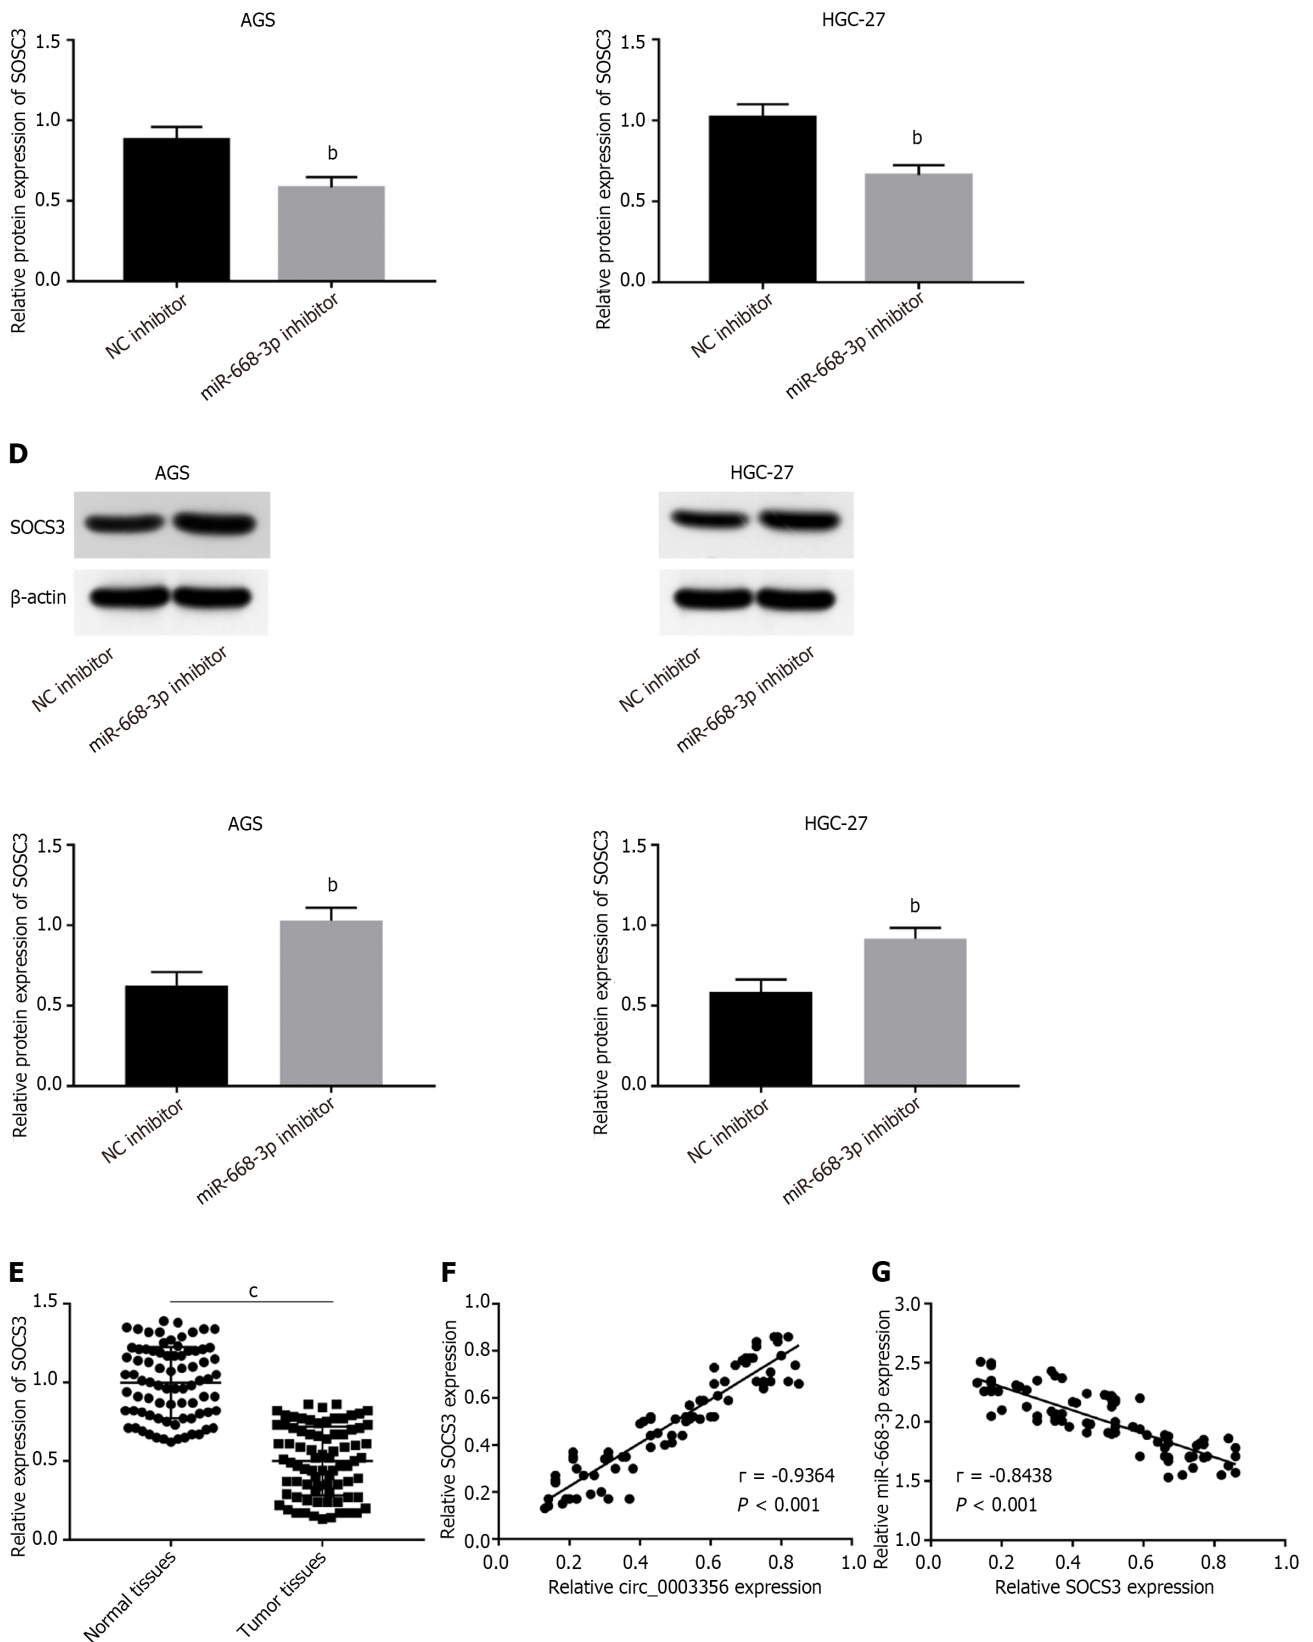 AGS
HGC-27
Relative protein expression of SOSC3
1.5
1.0
0.5
0.0
b
NC inhibitor
miR-668-3p inhibitor
Relative protein expression of SOSC3
1.5
1.0
0.5
0.0
b
NC inhibitor
miR-668-3p inhibitor
D
AGS
HGC-27
SOCS3
β-actin
NC inhibitor
miR-668-3p inhibitor
NC inhibitor
miR-668-3p inhibitor
AGS
HGC-27
Relative protein expression of SOSC3
1.5
1.0
0.5
0.0
b
NC inhibitor
miR-668-3p inhibitor
Relative protein expression of SOSC3
1.5
1.0
0.5
0.0
b
NC inhibitor
miR-668-3p inhibitor
E
Relative expression of SOCS3
1.5
1.0
0.5
0.0
c
Normal tissues
Tumor tissues
F
Relative SOCS3 expression
1.0
0.8
0.6
0.4
0.2
0.0
r = -0.9364
P < 0.001
0.0 0.2 0.4 0.6 0.8 1.0
Relative circ_0003356 expression
G
Relative miR-668-3p expression
3.0
2.5
2.0
1.5
1.0
r = -0.8438
P < 0.001
0.0 0.2 0.4 0.6 0.8 1.0
Relative SOCS3 expression